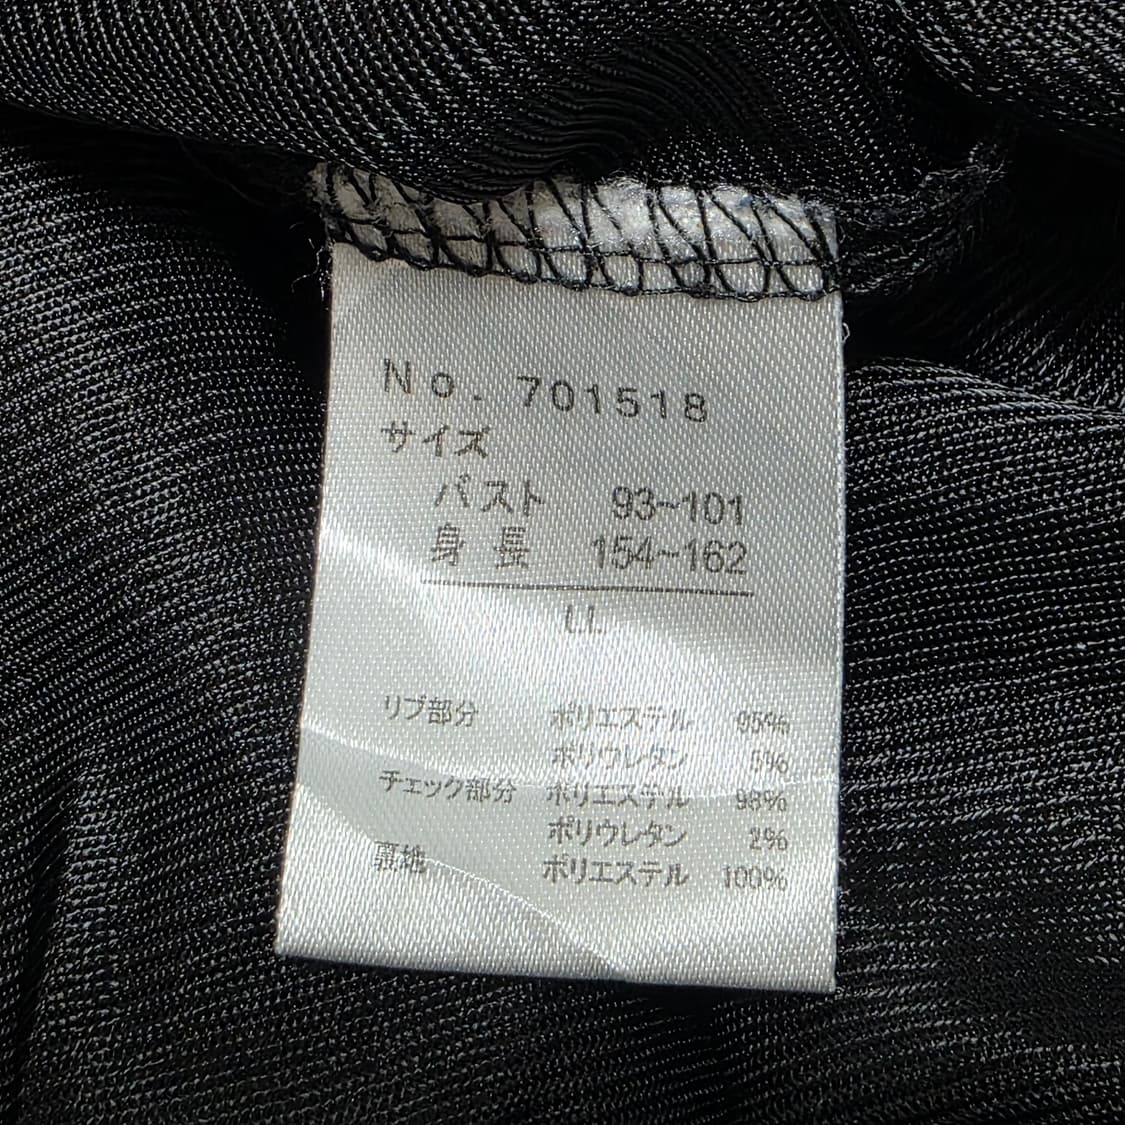 No. 701518
サイズ
バスト 93~101
身長 154~162
LL
リブ部分 ポリエステル 95%
ポリウレタン 5%
チェック部分 ポリエステル 98%
ポリウレタン 2%
裏地 ポリエステル 100%